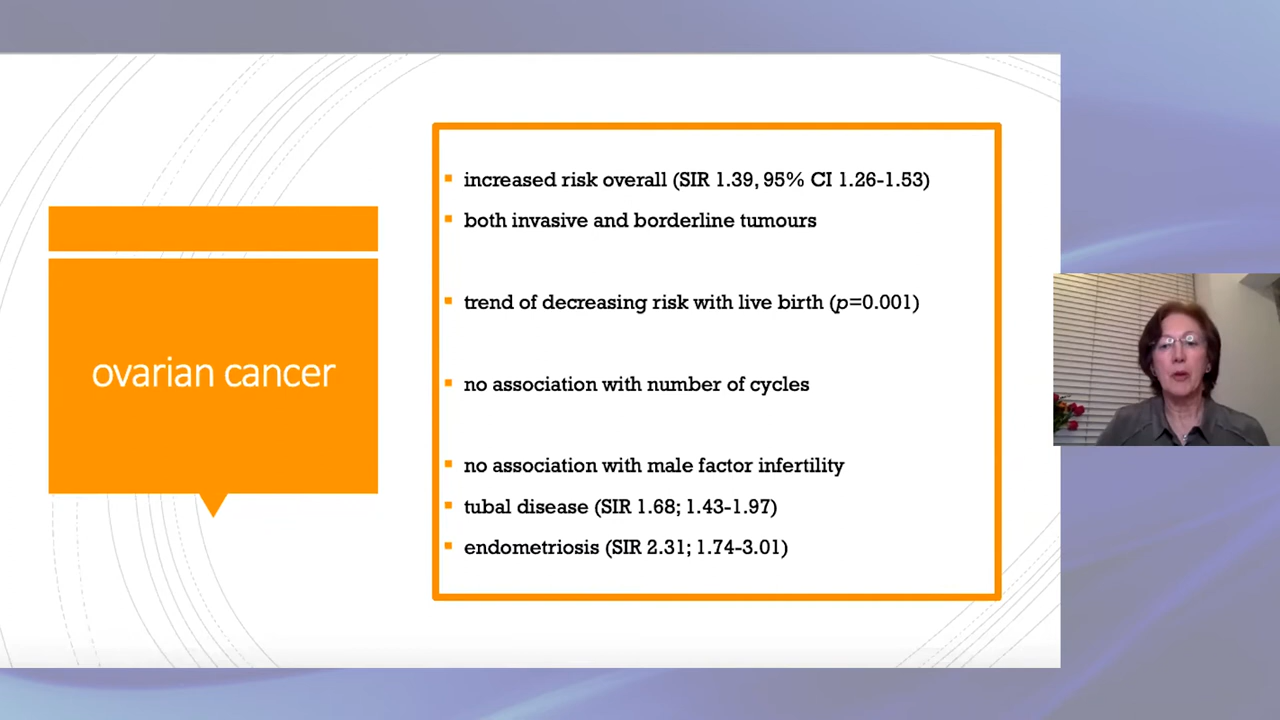 ovarian cancer
increased risk overall (SIR 1.39, 95% CI 1.26-1.53)
both invasive and borderline tumours
trend of decreasing risk with live birth (p=0.001)
no association with number of cycles
no association with male factor infertility
tubal disease (SIR 1.68; 1.43-1.97)
endometriosis (SIR 2.31; 1.74-3.01)